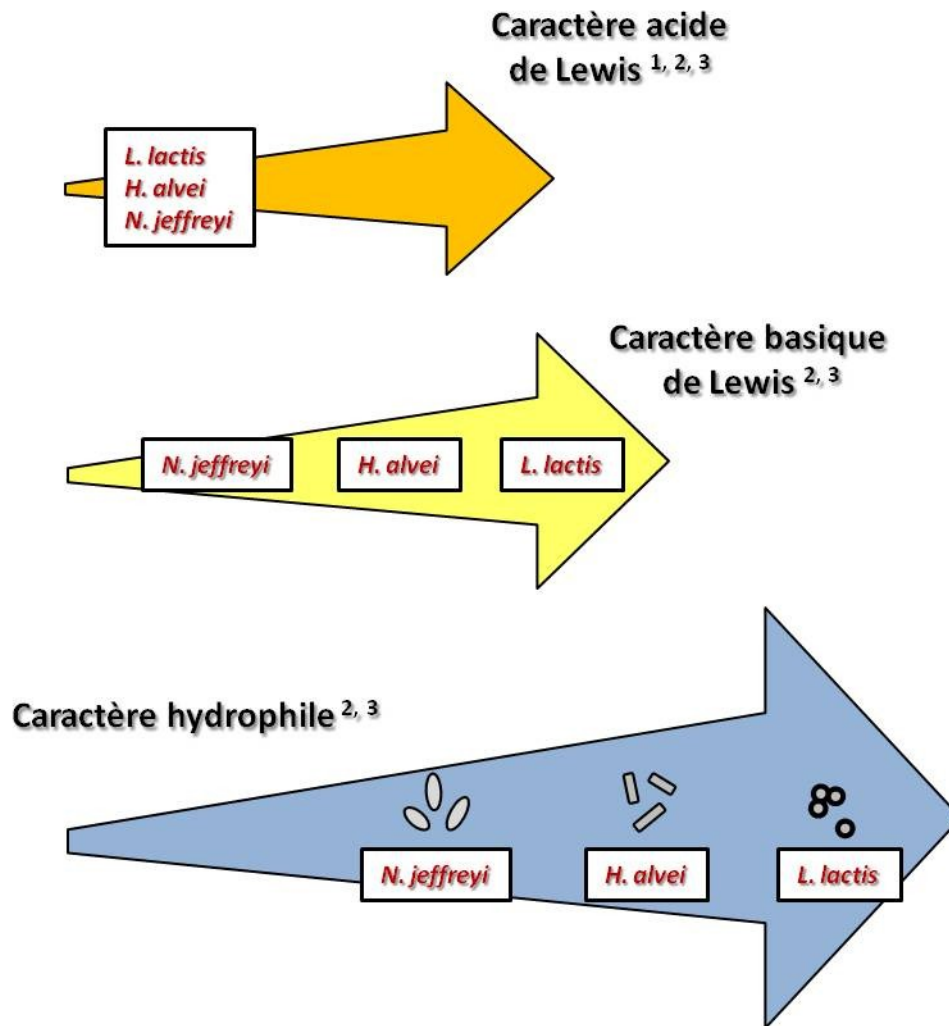 Caractère acide
de Lewis 1, 2, 3
L. lactis
H. alvei
N. jeffreyi
Caractère basique
de Lewis 2, 3
N. jeffreyi
H. alvei
L. lactis
Caractère hydrophile 2, 3
N. jeffreyi
H. alvei
L. lactis